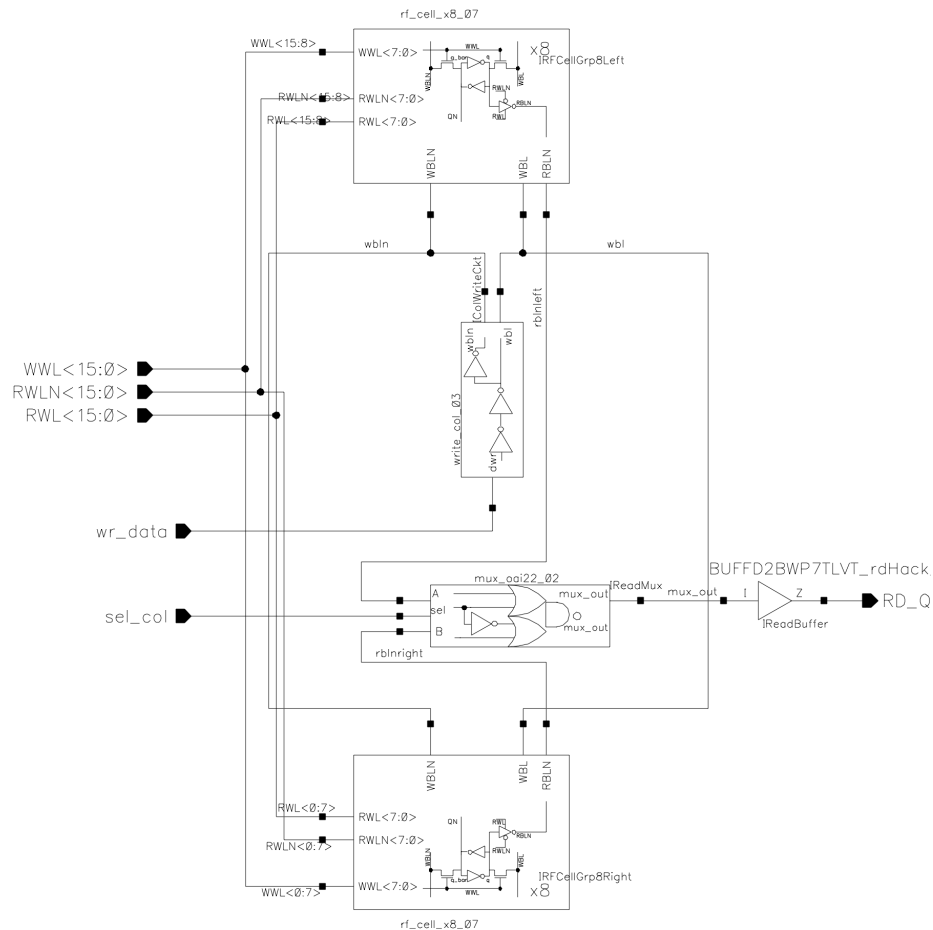 rf_cell_x8_07
WWL<15:8>
WWL<7:0>
WWL
x8
IRFCellGrp8Left
q_bar
q
WBLN
WBL
RWLN<15:8>
RWLN<7:0>
RWLN
RBLN
RWL<15:8>
RWL<7:0>
QN
RWL
WBLN
WBL
RBLN
wbln
wbl
IColWriteCkt
rblnleft
wbln
wbl
WWL<15:0>
RWLN<15:0>
RWL<15:0>
write_col_03
dwr
wr_data
BUFFD2BWP7TLVT_rdHack
mux_oai22_02
IReadMux
A
mux_out
mux_out
I
Z
RD_Q
sel
sel_col
B
mux_out
IReadBuffer
rblnright
WBLN
WBL
RBLN
RWL<0:7>
RWL<7:0>
QN
RWL
RBLN
RWLN<0:7>
RWLN<7:0>
RWLN
WBLN
WBL
q_bar
q
IRFCellGrp8Right
WWL<0:7>
WWL<7:0>
WWL
x8
rf_cell_x8_07